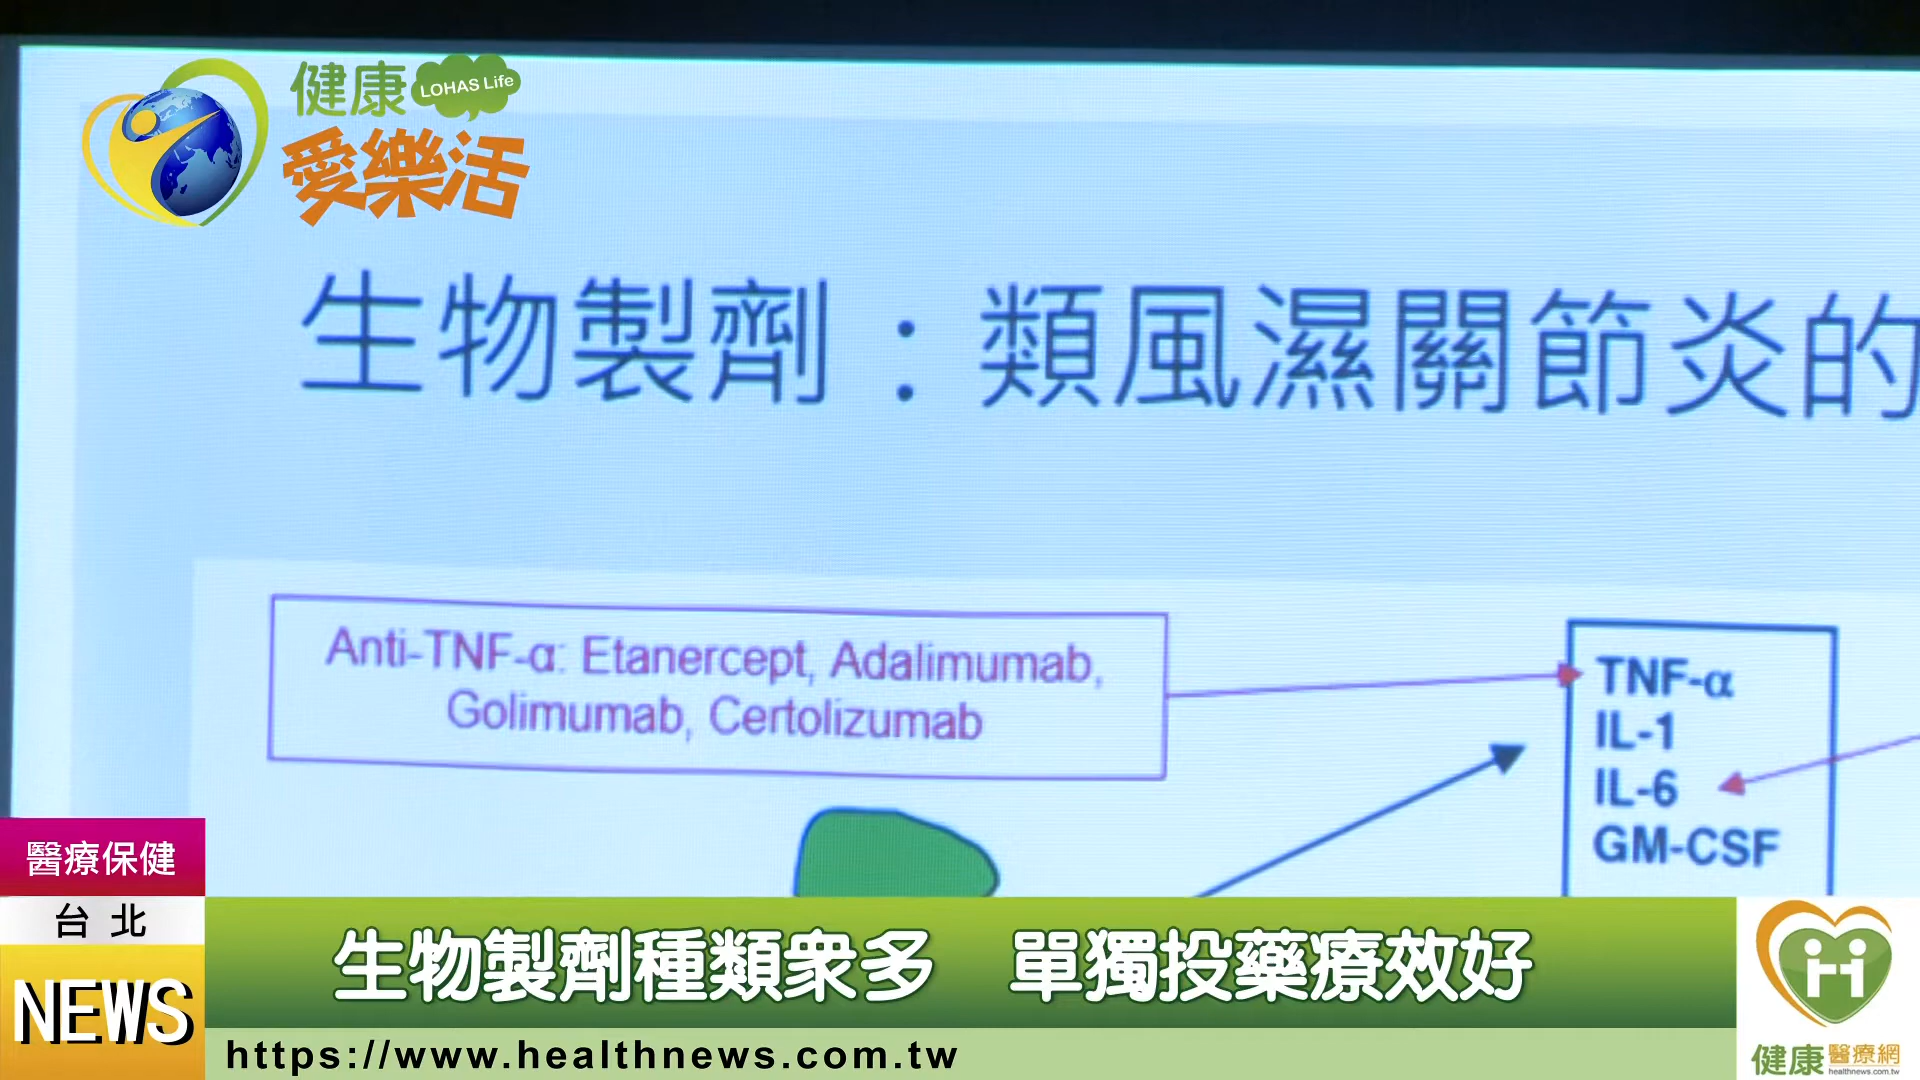 健康
LOHAS Life
愛樂活
生物製劑：類風濕關節炎的
Anti-TNF-α: Etanercept, Adalimumab,
Golimumab, Certolizumab
TNF-α
IL-1
IL-6
GM-CSF
醫療保健
台北
NEWS
生物製劑種類眾多 單獨投藥療效好
https://www.healthnews.com.tw
健康醫療網
healthnews.com.tw